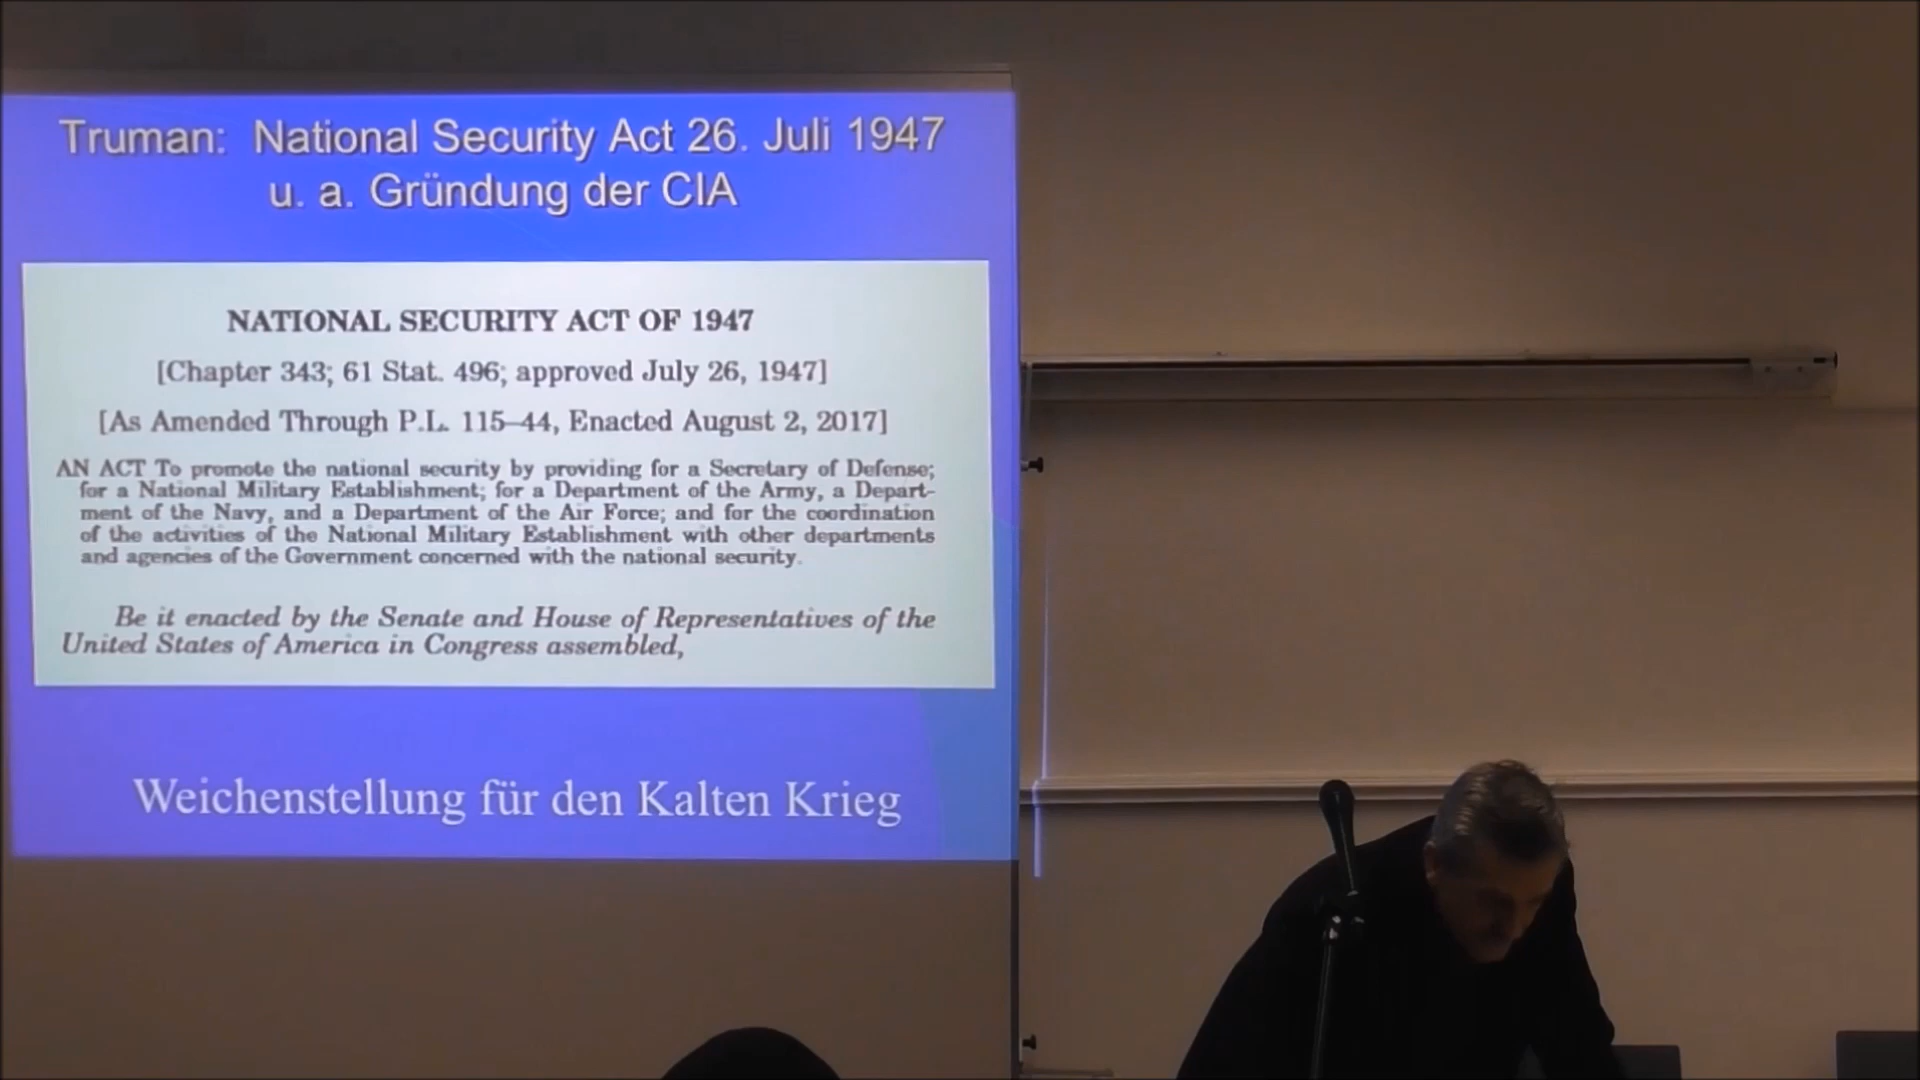 Truman: National Security Act 26. Juli 1947
u. a. Gründung der CIA
NATIONAL SECURITY ACT OF 1947
[Chapter 343; 61 Stat. 496; approved July 26, 1947]
[As Amended Through P.L. 115–44, Enacted August 2, 2017]
AN ACT To promote the national security by providing for a Secretary of Defense;
for a National Military Establishment; for a Department of the Army, a Depart-
ment of the Navy, and a Department of the Air Force; and for the coordination
of the activities of the National Military Establishment with other departments
and agencies of the Government concerned with the national security.
Be it enacted by the Senate and House of Representatives of the
United States of America in Congress assembled,
Weichenstellung für den Kalten Krieg